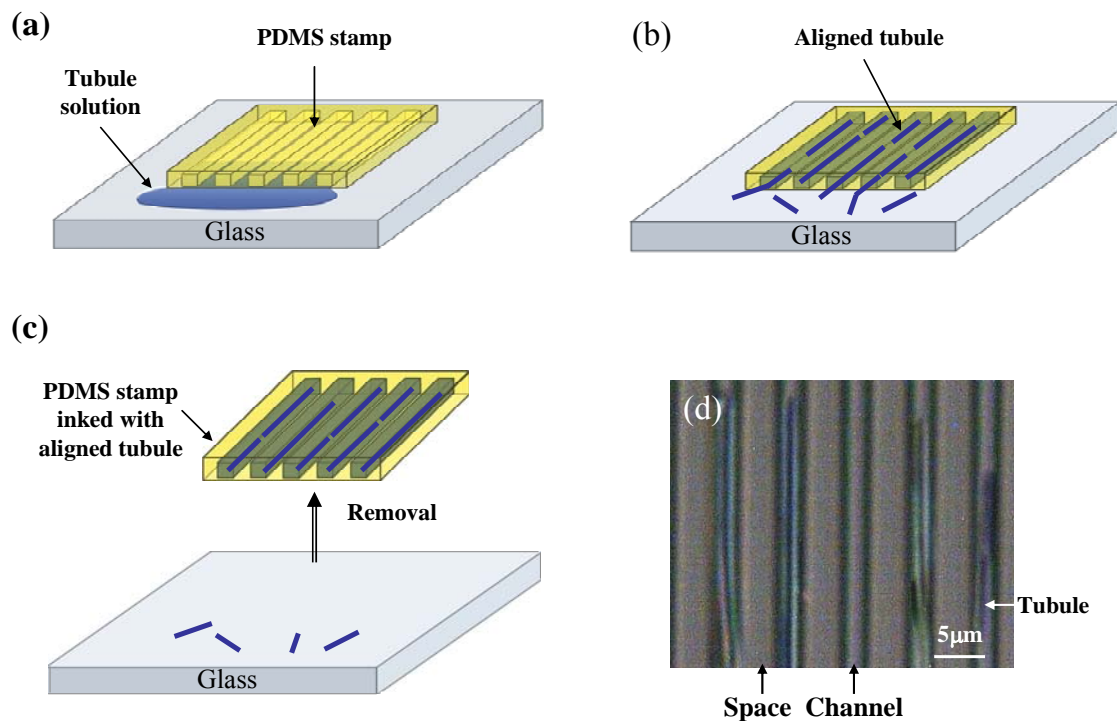 (a)
PDMS stamp
Tubule
solution
Glass
(b)
Aligned tubule
Glass
(c)
PDMS stamp
inked with
aligned tubule
Removal
Glass
(d)
Tubule
5μm
Space Channel